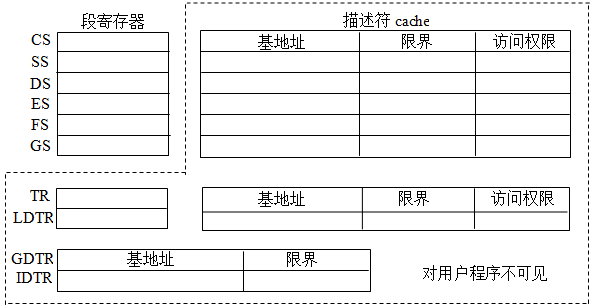 段寄存器 描述符 cache
CS 基地址 限界 访问权限
SS
DS
ES
FS
GS
TR 基地址 限界 访问权限
LDTR
GDTR 基地址 限界
IDTR 对用户程序不可见